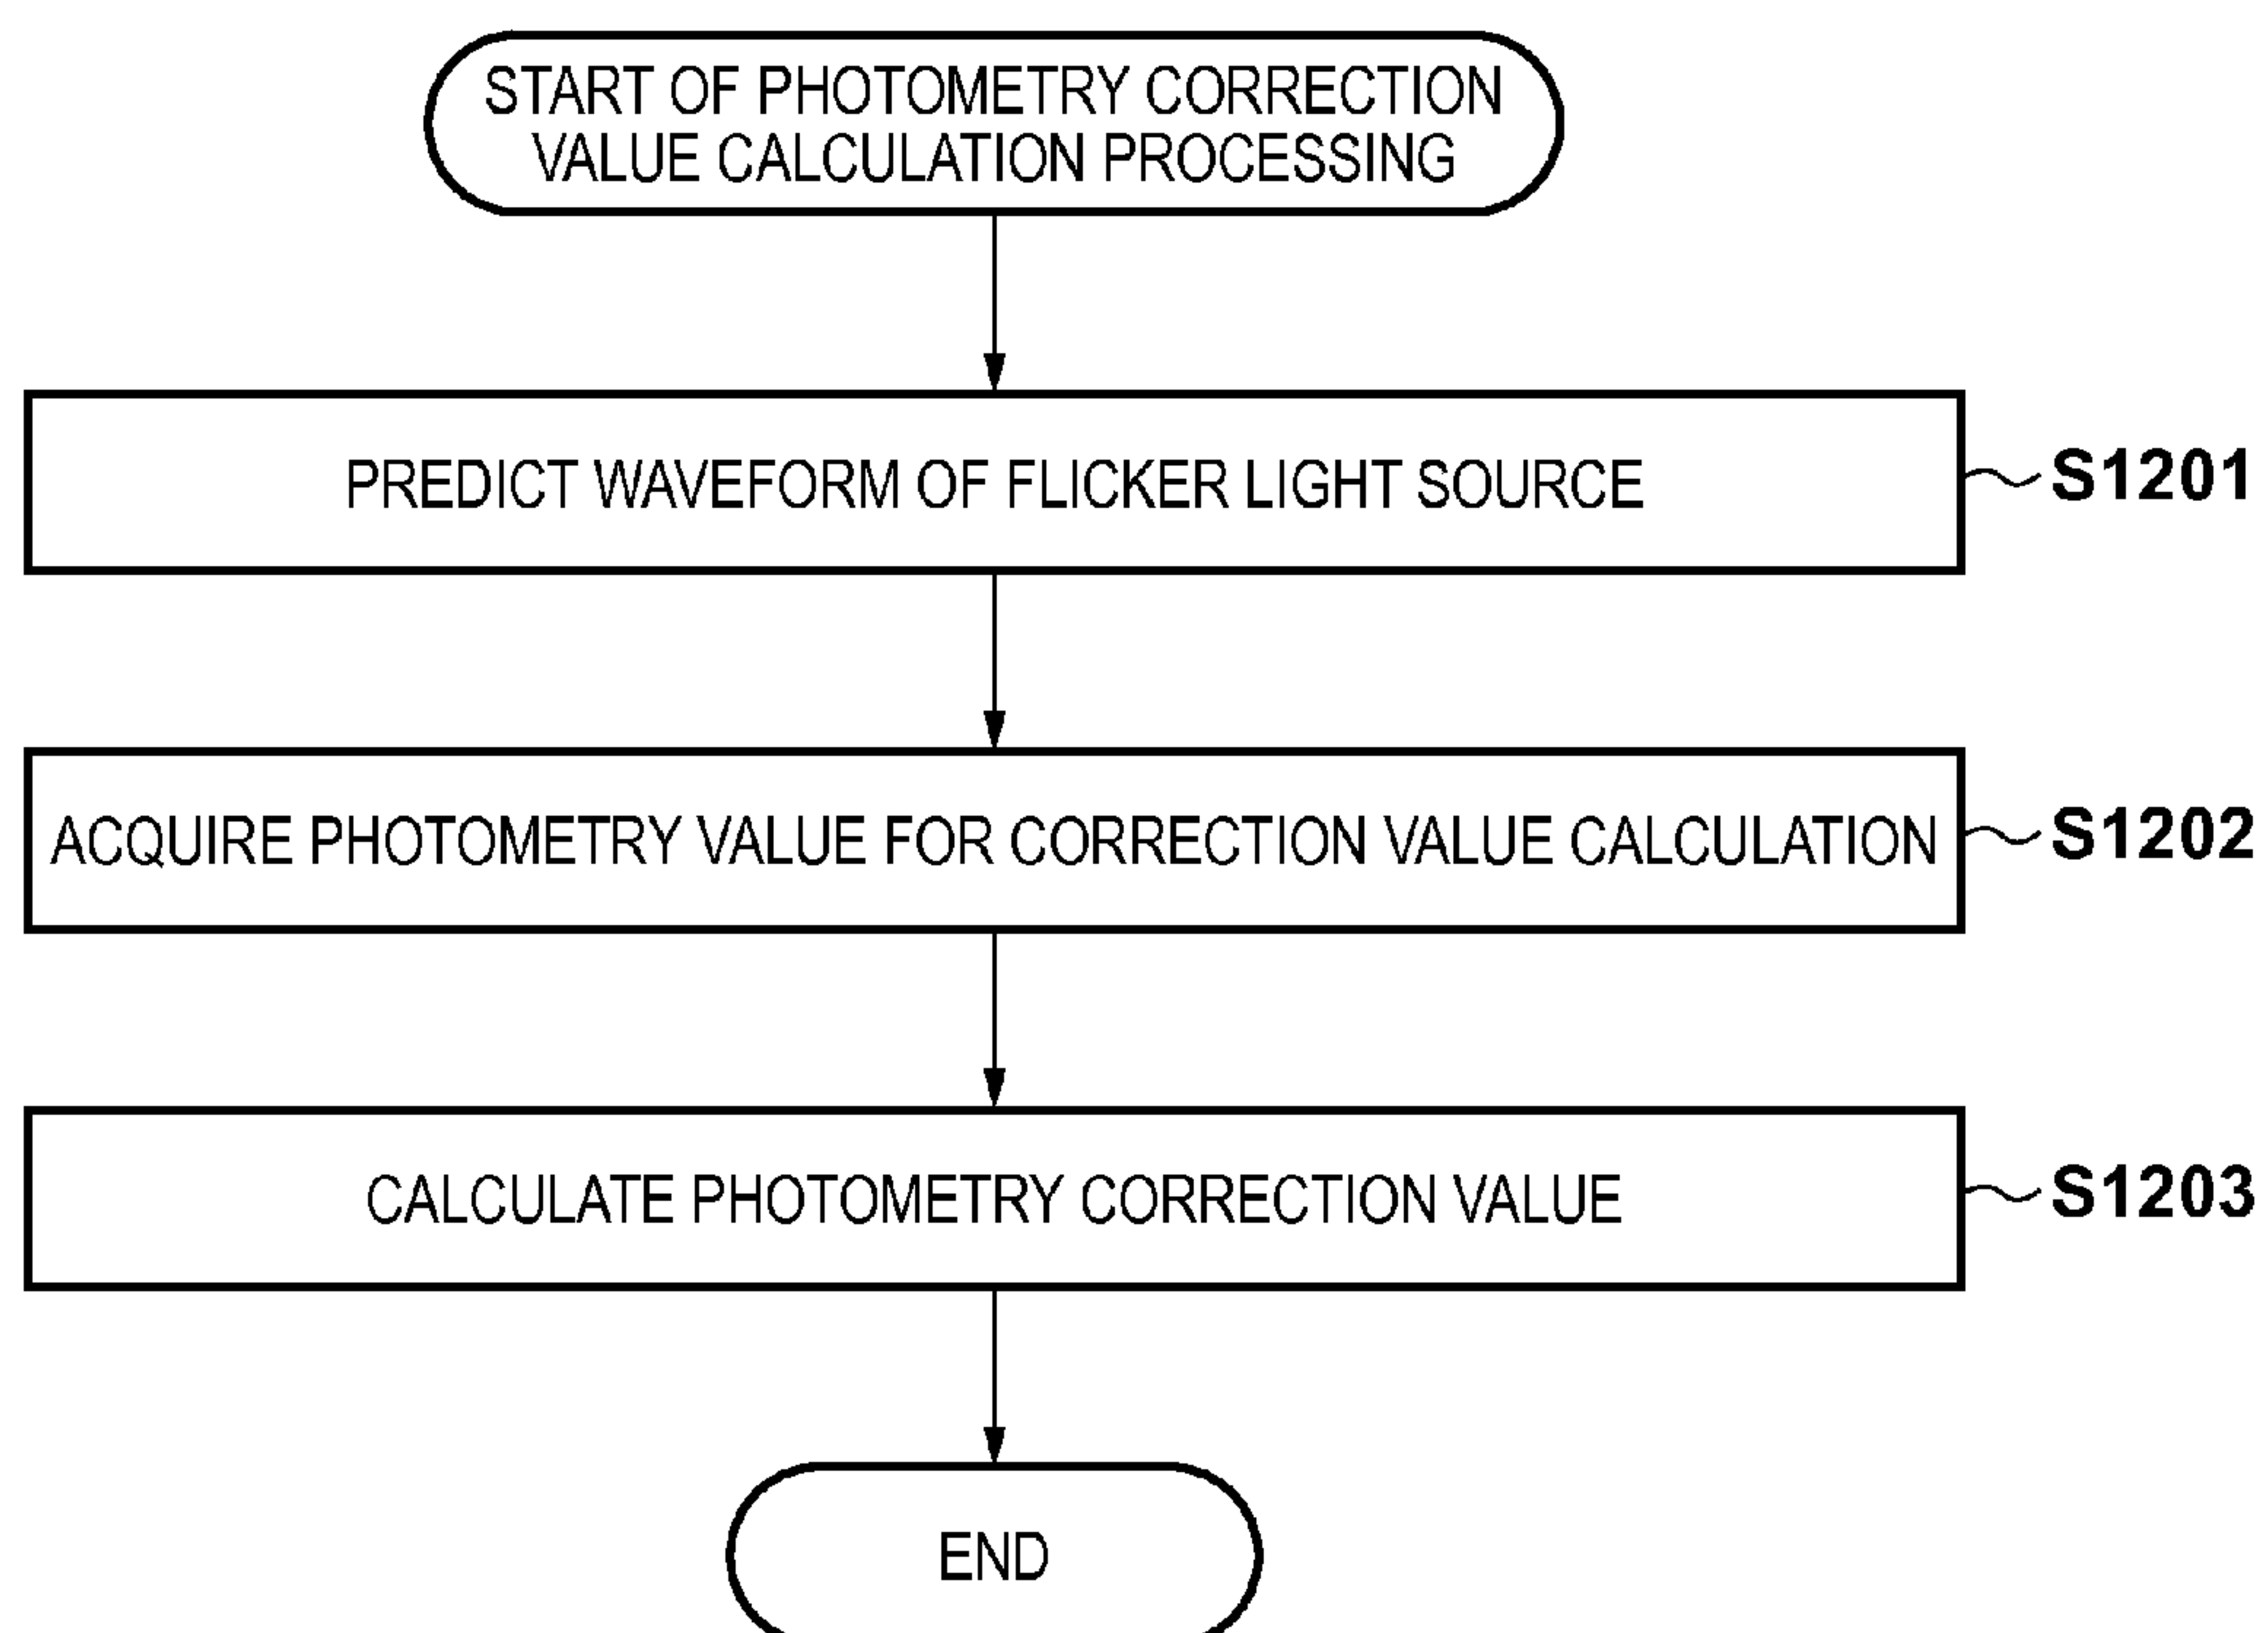 START OF PHOTOMETRY CORRECTION
VALUE CALCULATION PROCESSING
PREDICT WAVEFORM OF FLICKER LIGHT SOURCE
S1201
ACQUIRE PHOTOMETRY VALUE FOR CORRECTION VALUE CALCULATION
S1202
CALCULATE PHOTOMETRY CORRECTION VALUE
S1203
END